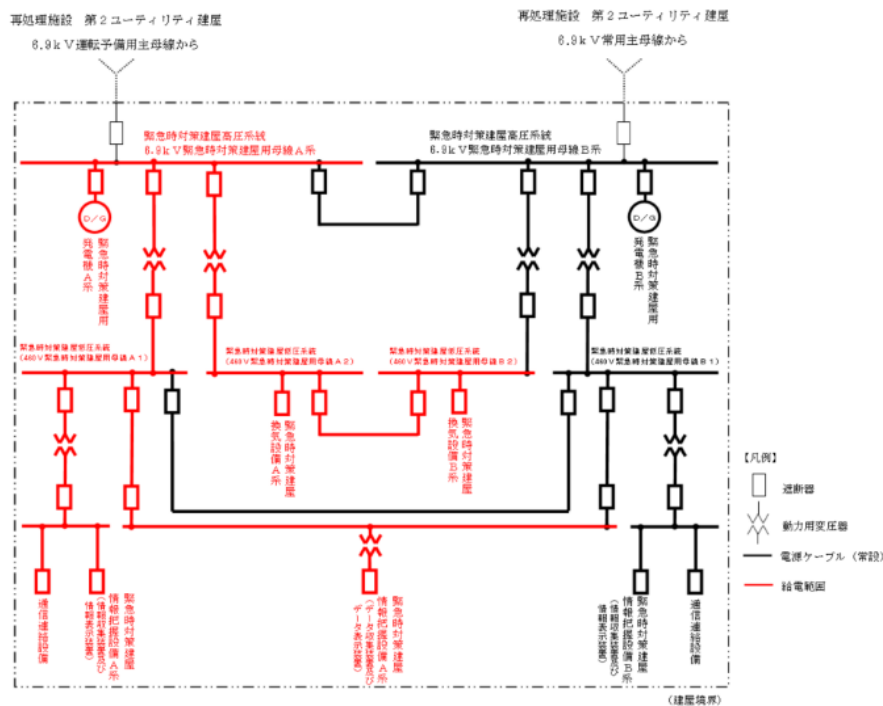 再処理施設　第２ユーティリティ建屋
６.９ｋＶ運転予備用主母線から
再処理施設　第２ユーティリティ建屋
６.９ｋＶ常用主母線から
緊急時対策建屋高圧系統
６.９ｋＶ緊急時対策建屋用母線Ａ系
緊急時対策建屋高圧系統
６.９ｋＶ緊急時対策建屋用母線Ｂ系
Ｄ／Ｇ
緊急時対策建屋用
発電機Ａ系
Ｄ／Ｇ
緊急時対策建屋用
発電機Ｂ系
緊急時対策建屋低圧系統
（460Ｖ緊急時対策建屋用母線Ａ１）
緊急時対策建屋低圧系統
（460Ｖ緊急時対策建屋用母線Ａ２）
緊急時対策建屋低圧系統
（460Ｖ緊急時対策建屋用母線Ｂ２）
緊急時対策建屋低圧系統
（460Ｖ緊急時対策建屋用母線Ｂ１）
緊急時対策建屋
換気設備Ａ系
緊急時対策建屋
換気設備Ｂ系
通信連絡設備
緊急時対策建屋
情報把握設備Ａ系
（情報収集装置及び
情報表示装置）
緊急時対策建屋
情報把握設備Ａ系
（データ収集装置及び
データ表示装置）
緊急時対策建屋
情報把握設備Ｂ系
（情報収集装置及び
情報表示装置）
通信連絡設備
【凡例】
遮断器
動力用変圧器
電源ケーブル（常設）
給電範囲
（建屋境界）